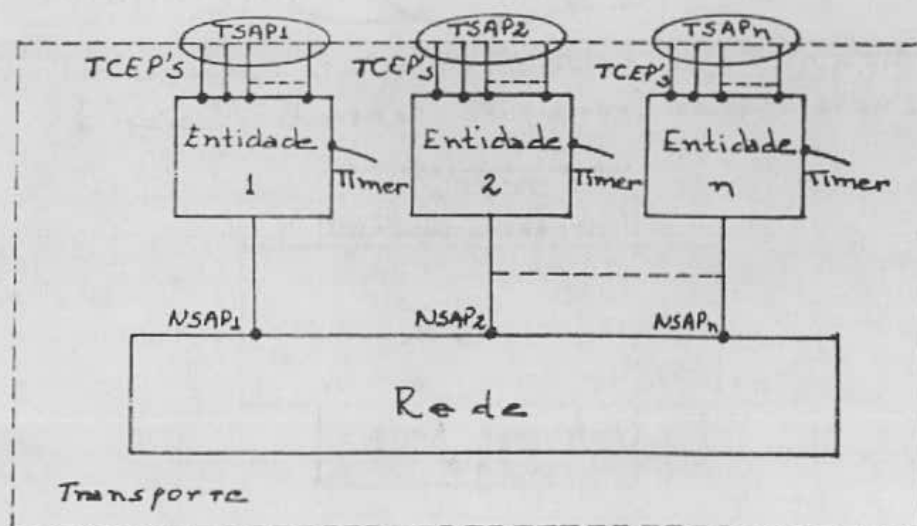 TSAP1 TSAP2 TSAPn
TCEP'S TCEP's TCEP's
Entidade 1 Timer
Entidade 2 Timer
Entidade n Timer
NSAP1 NSAP2 NSAPn
Rede
Transporte